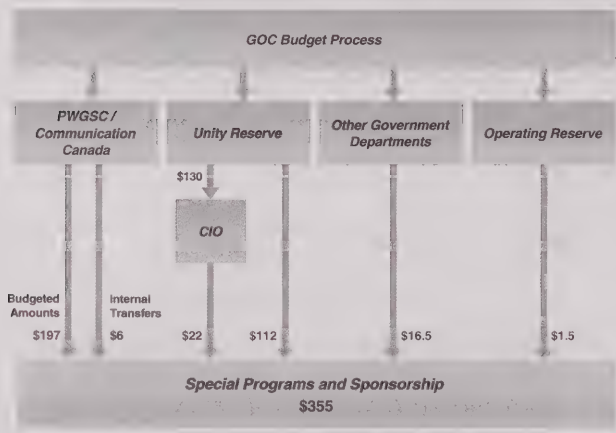 GOC Budget Process
PWGSC /
Communication
Canada
Unity Reserve
Other Government
Departments
Operating Reserve
$130
CIO
Budgeted
Amounts
$197
Internal
Transfers
$6
$22
$112
$16.5
$1.5
Special Programs and Sponsorship
$355